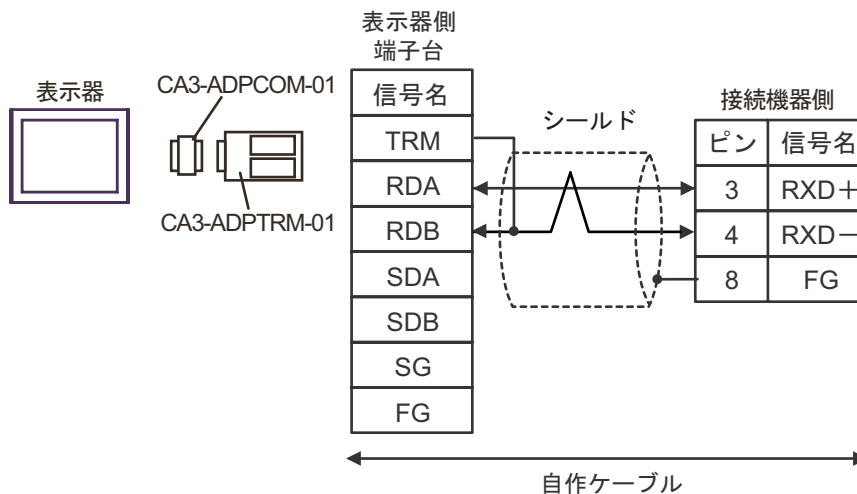 表示器側
端子台
表示器
CA3-ADPCOM-01
CA3-ADPTRM-01
信号名
TRM
RDA
RDB
SDA
SDB
SG
FG
シールド
接続機器側
ピン 信号名
3 RXD＋
4 RXD－
8 FG
自作ケーブル